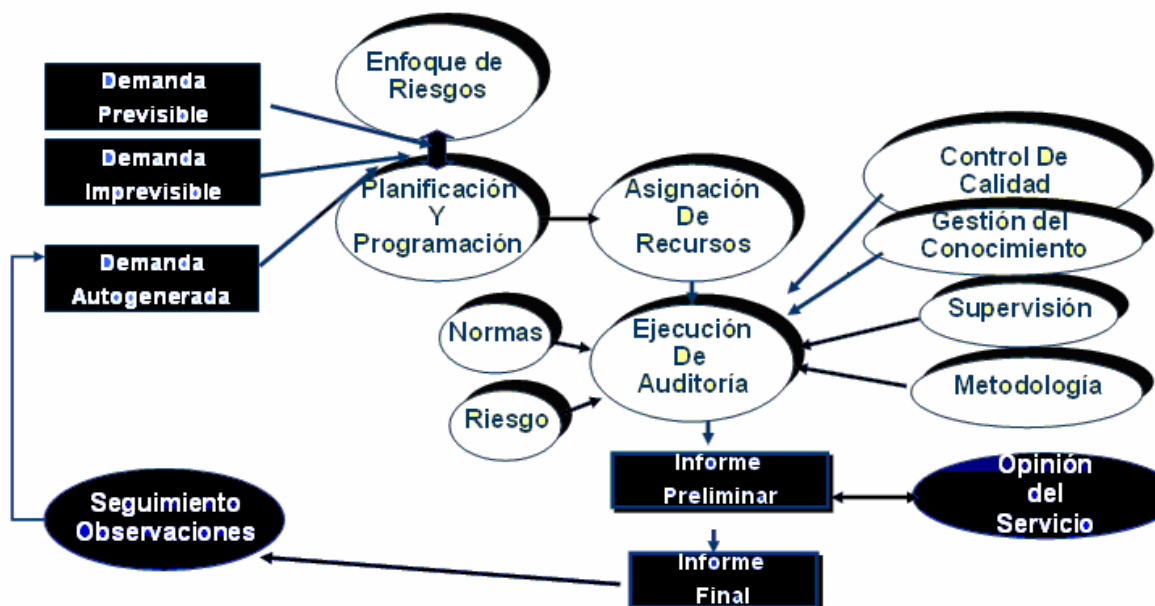 Enfoque de
Riesgos
Demanda
Previsible
Demanda
Imprevisible
Demanda
Autogenerada
Planificación
Y
Programación
Asignación
De
Recursos
Control De
Calidad
Gestión del
Conocimiento
Supervisión
Metodología
Normas
Riesgo
Ejecución
De
Auditoría
Informe
Preliminar
Opinión
del
Servicio
Seguimiento
Observaciones
Informe
Final